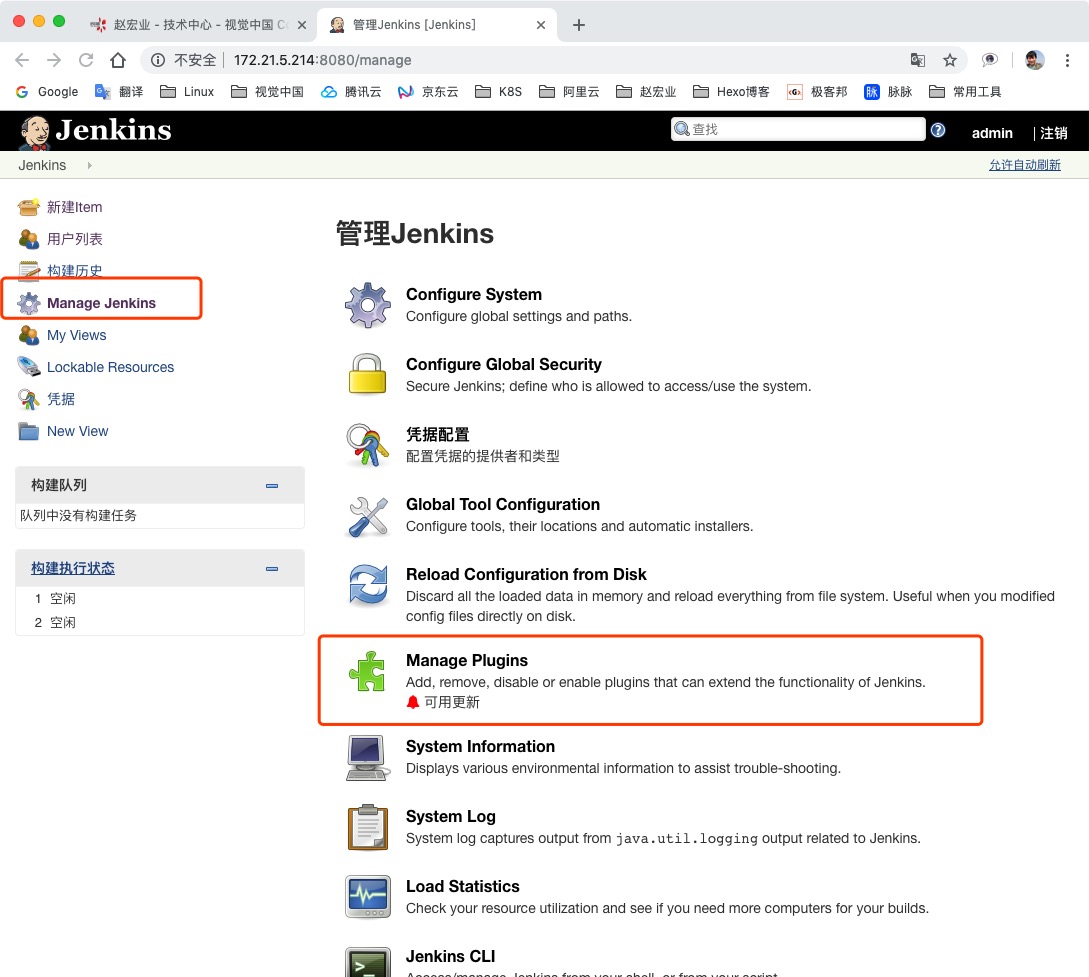 赵宏业 - 技术中心 - 视觉中国 C
管理Jenkins [Jenkins]
不安全 172.21.5.214:8080/manage
Google 翻译 Linux 视觉中国 腾讯云 京东云 K8S 阿里云 赵宏业 Hexo博客 极客邦 脉 脉脉 常用工具
Jenkins
查找
admin | 注销
Jenkins
允许自动刷新
新建Item
用户列表
构建历史
Manage Jenkins
My Views
Lockable Resources
凭据
New View
构建队列
队列中没有构建任务
构建执行状态
1 空闲
2 空闲
管理Jenkins
Configure System
Configure global settings and paths.
Configure Global Security
Secure Jenkins; define who is allowed to access/use the system.
凭据配置
配置凭据的提供者和类型
Global Tool Configuration
Configure tools, their locations and automatic installers.
Reload Configuration from Disk
Discard all the loaded data in memory and reload everything from file system. Useful when you modified
config files directly on disk.
Manage Plugins
Add, remove, disable or enable plugins that can extend the functionality of Jenkins.
可用更新
System Information
Displays various environmental information to assist trouble-shooting.
System Log
System log captures output from java.util.logging output related to Jenkins.
Load Statistics
Check your resource utilization and see if you need more computers for your builds.
Jenkins CLI
Access/manage Jenkins from your shell, or from your script.